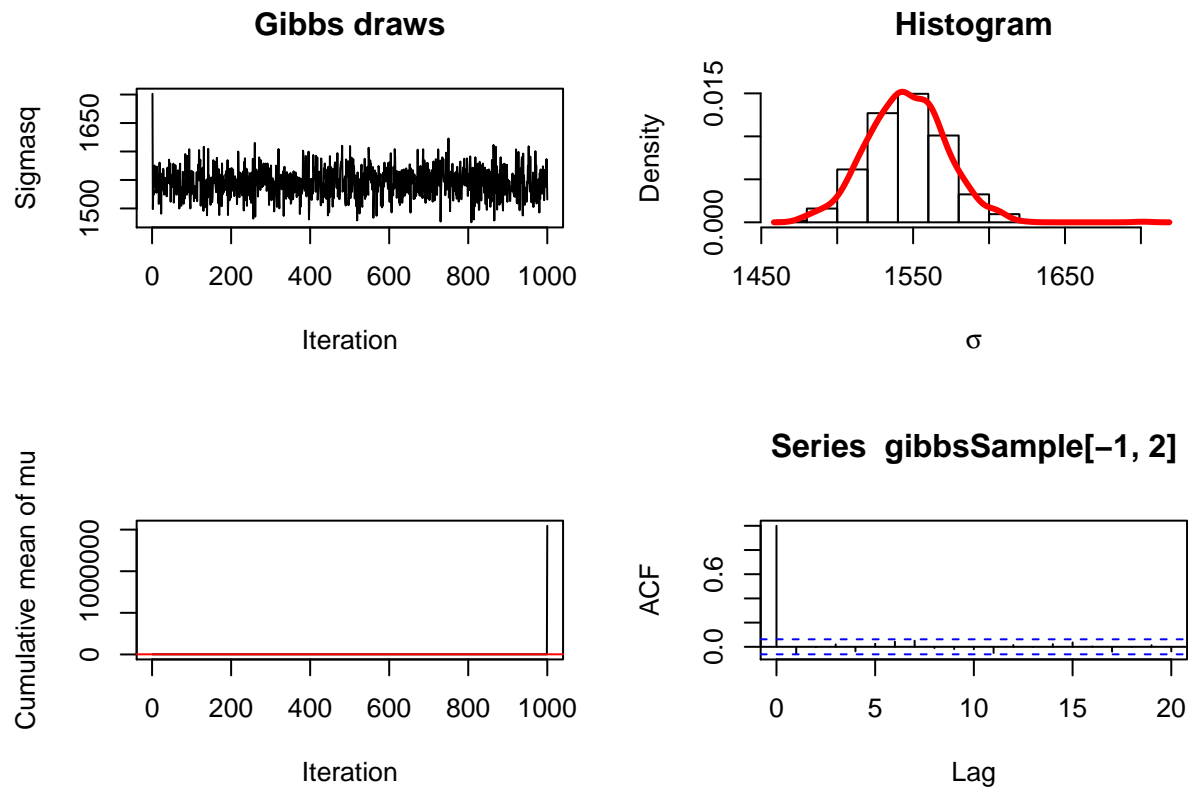 Gibbs draws
Sigmasq
1500 1650
0 200 400 600 800 1000
Iteration
Histogram
Density
0.000 0.015
1450 1550 1650
σ
Cumulative mean of mu
0 1000000
0 200 400 600 800 1000
Iteration
Series gibbsSample[−1, 2]
ACF
0.0 0.6
0 5 10 15 20
Lag